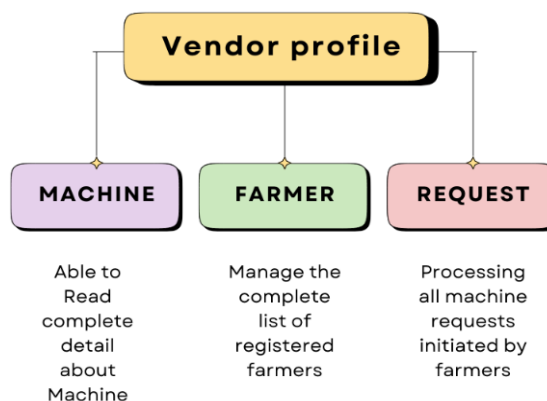 Vendor profile
MACHINE
FARMER
REQUEST
Able to
Read
complete
detail
about
Machine
Manage the
complete
list of
registered
farmers
Processing
all machine
requests
initiated by
farmers